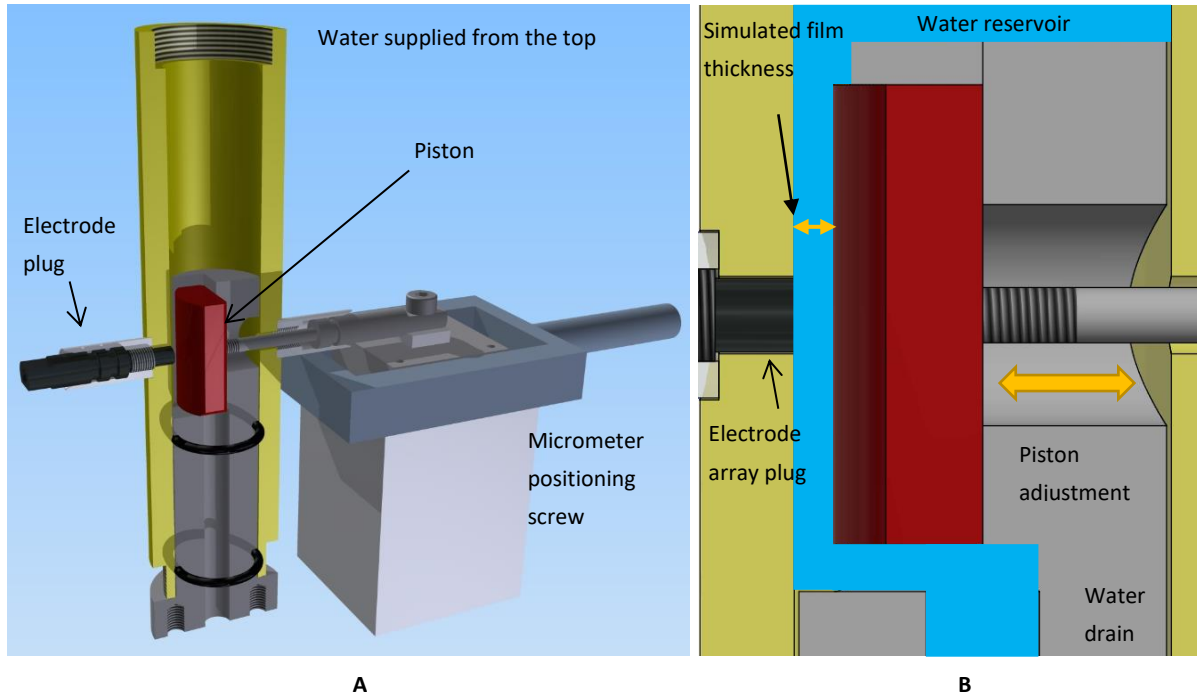 Water supplied from the top
Piston
Electrode
plug
Micrometer
positioning
screw
A
Simulated film
thickness
Water reservoir
Electrode
array plug
Piston
adjustment
Water
drain
B